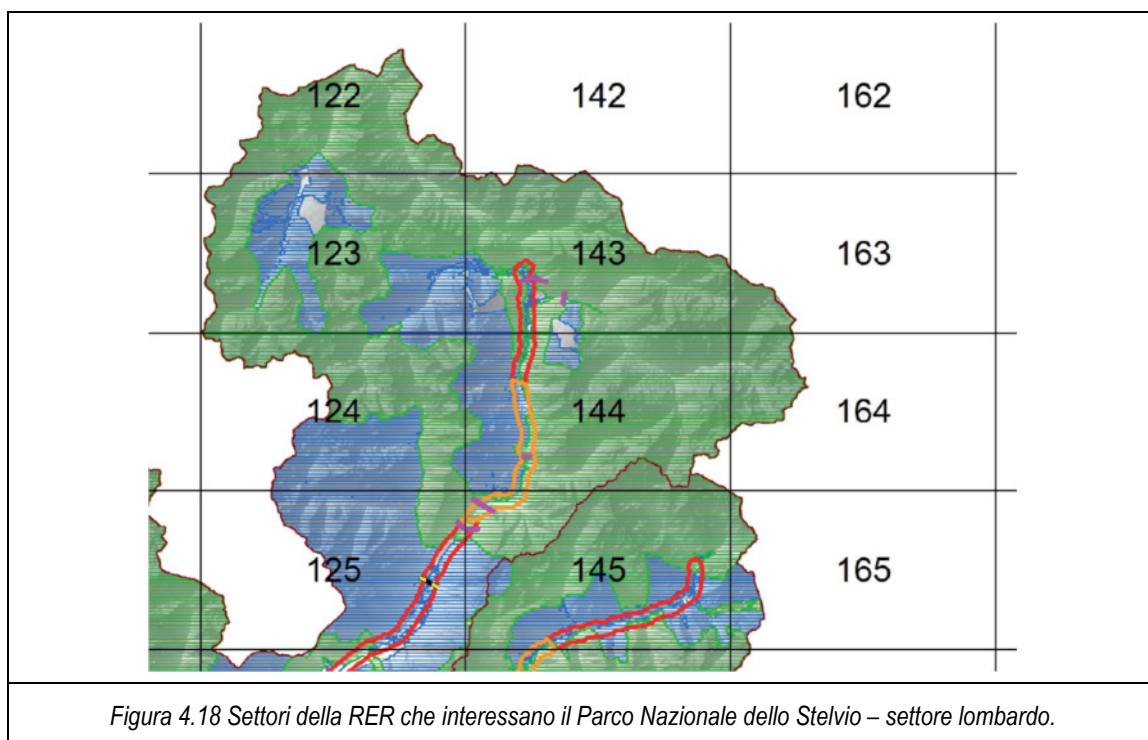 122 142 162
123 143 163
124 144 164
125 145 165
Figura 4.18 Settori della RER che interessano il Parco Nazionale dello Stelvio – settore lombardo.